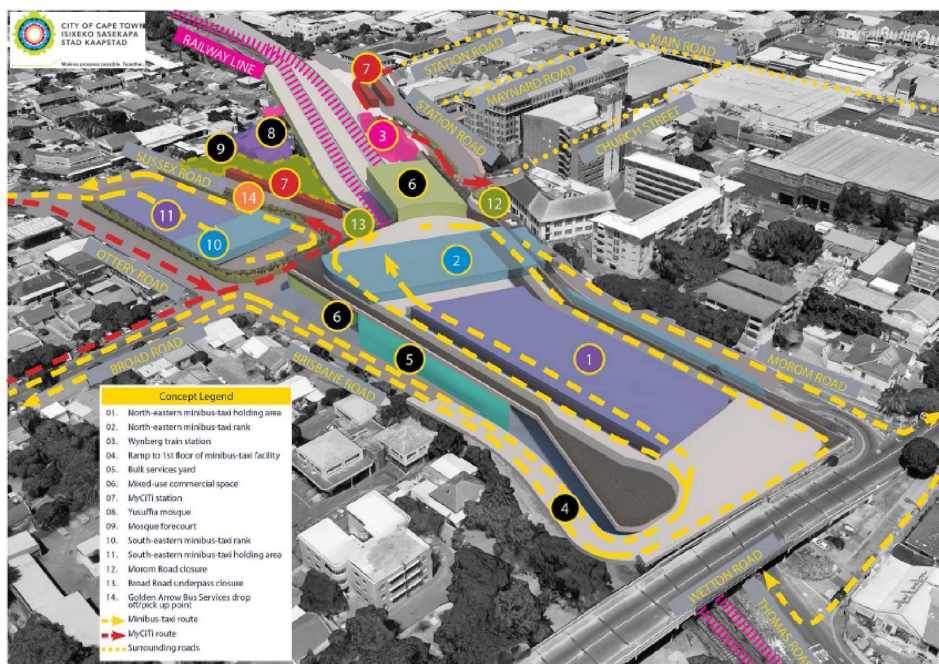 CITY OF CAPE TOWN
ISIXEKO SASEKAPA
STAD KAAPSTAD
Making progress possible. Together.
RAILWAY LINE
STATION ROAD
MAIN ROAD
MAYNARD ROAD
STATION ROAD
CHURCH STREET
7
3
8
9
6
12
SUSSEX ROAD
7
14
11
10
13
2
OTTERY ROAD
6
5
1
BROAD ROAD
BRISBANE ROAD
MOROM ROAD
4
WETTON ROAD
THOMAS ROAD
Concept Legend
01. North-eastern minibus-taxi holding area
02. North-eastern minibus-taxi rank
03. Wynberg train station
04. Ramp to 1st floor of minibus-taxi facility
05. Bulk services yard
06. Mixed-use commercial space
07. MyCiTi station
08. Yusuffia mosque
09. Mosque forecourt
10. South-eastern minibus-taxi rank
11. South-eastern minibus-taxi holding area
12. Morom Road closure
13. Broad Road underpass closure
14. Golden Arrow Bus Services drop
off/pick up point
Minibus-taxi route
MyCiTi route
Surrounding roads